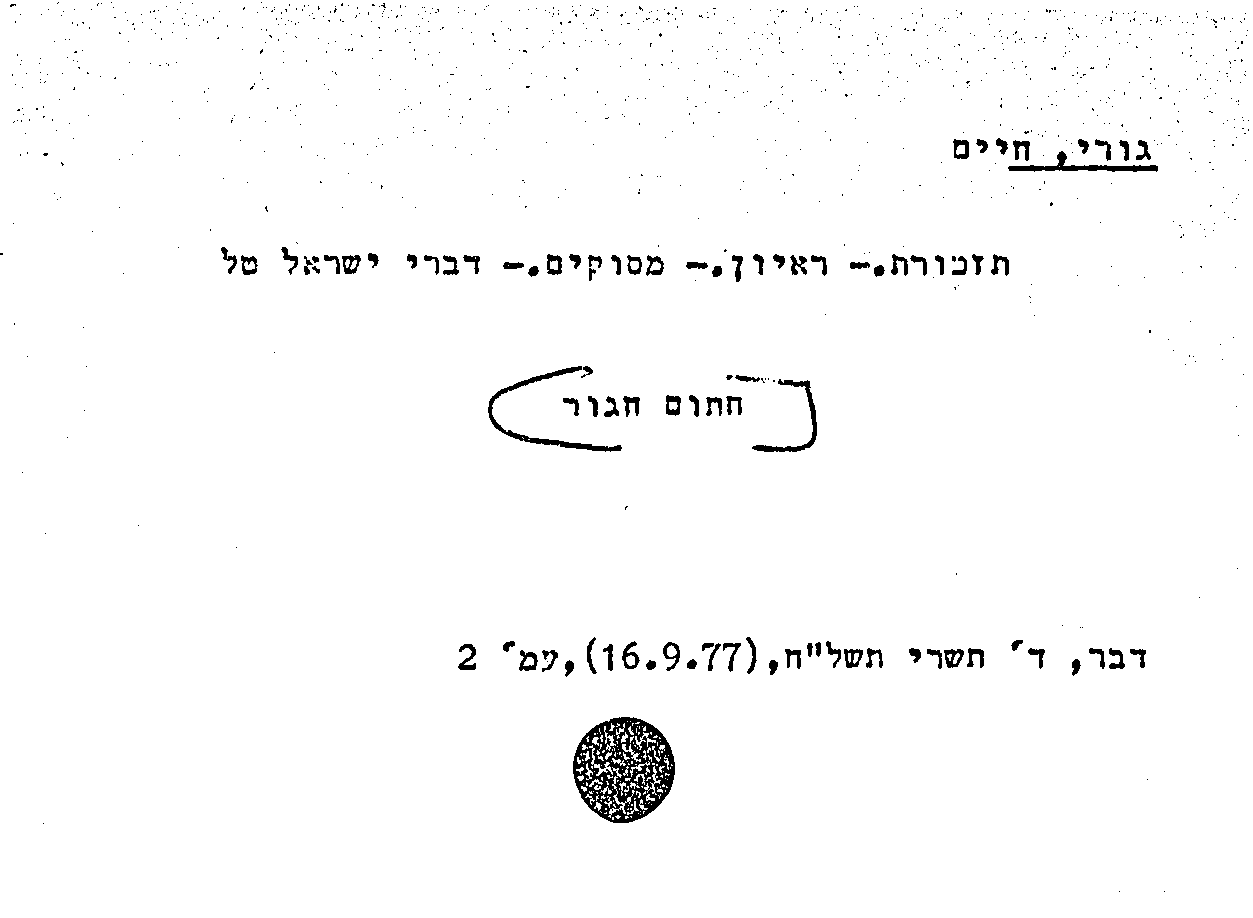 גורי, חיים
תזכורת.- ראיון.- מסוקים.- דברי ישראל טל
חתום חגור
דבר, ד' תשרי תשל"ח,(16.9.77),עמ' 2